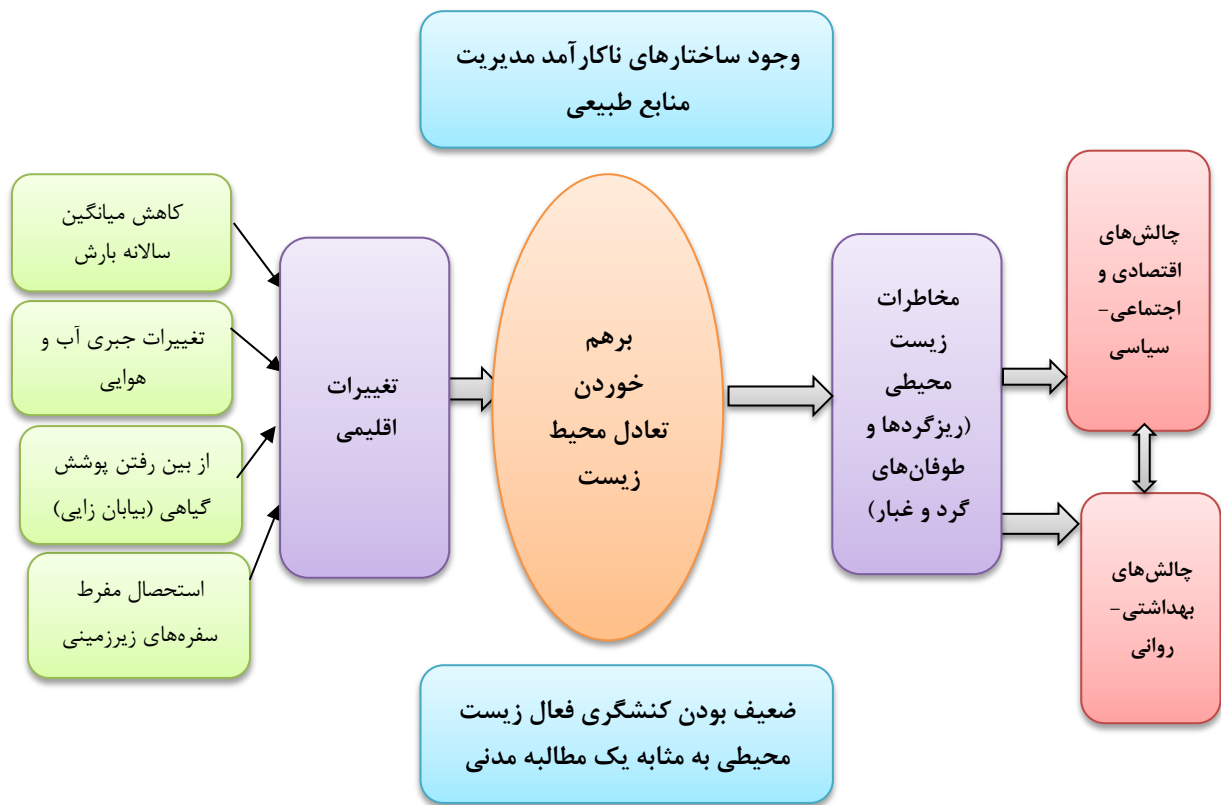 وجود ساختارهای ناکارآمد مدیریت
منابع طبیعی
کاهش میانگین
سالانه بارش
تغییرات جبری آب و
هوایی
از بین رفتن پوشش
گیاهی (بیابان زایی)
استحصال مفرط
سفره‌های زیرزمینی
تغییرات
اقلیمی
برهم
خوردن
تعادل محیط
زیست
مخاطرات
زیست
محیطی
(ریزگردها و
طوفان‌های
گرد و غبار)
چالش‌های
اقتصادی و
اجتماعی-
سیاسی
چالش‌های
بهداشتی-
روانی
ضعیف بودن کنشگری فعال زیست
محیطی به مثابه یک مطالبه مدنی